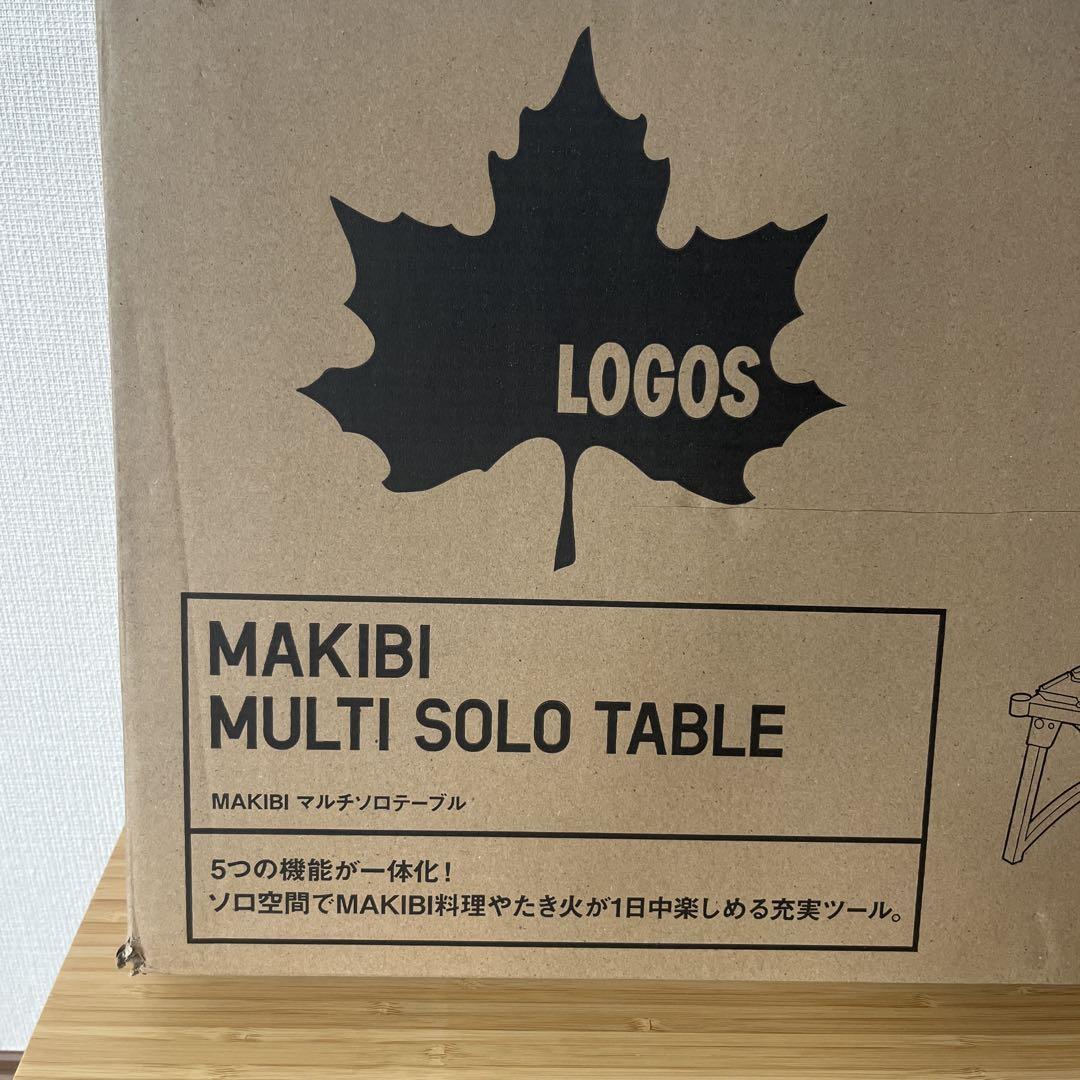 LOGOS
MAKIBI
MULTI SOLO TABLE
MAKIBI マルチソロテーブル
5つの機能が一体化！
ソロ空間でMAKIBI料理やたき火が1日中楽しめる充実ツール。